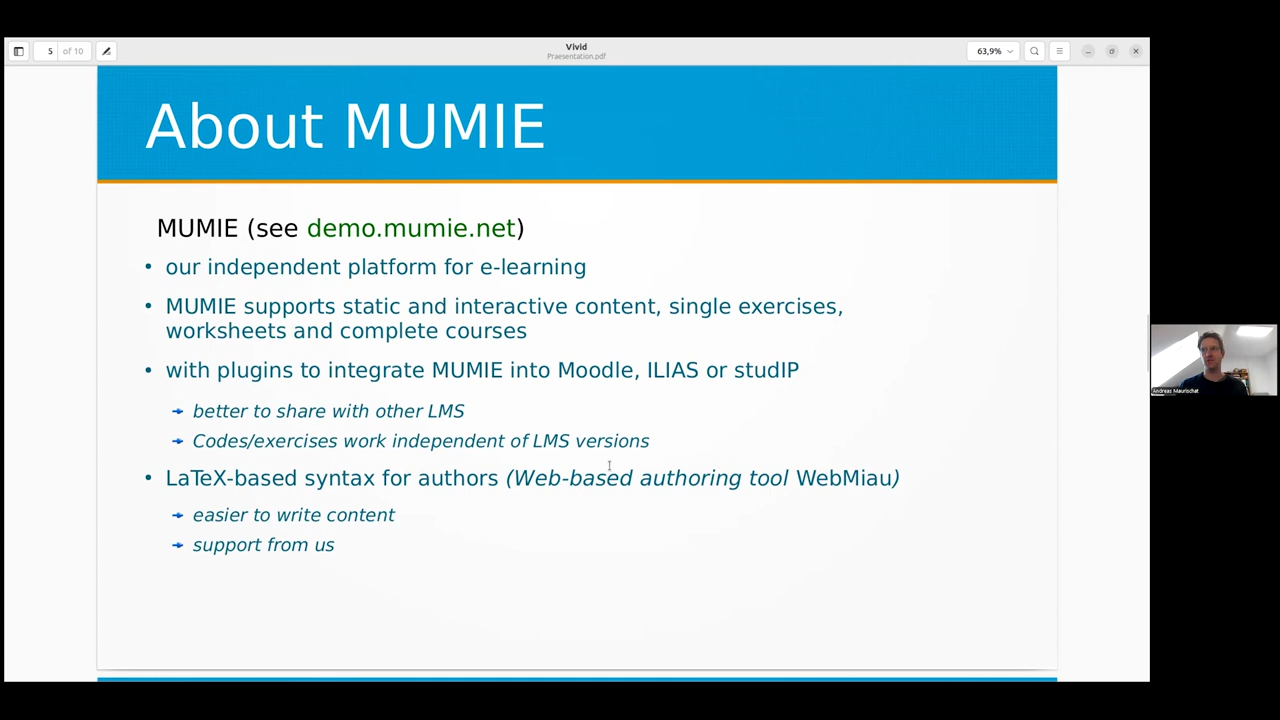 5 of 10
Vivid
Praesentation.pdf
63,9%
About MUMIE
MUMIE (see demo.mumie.net)
• our independent platform for e-learning
• MUMIE supports static and interactive content, single exercises,
worksheets and complete courses
• with plugins to integrate MUMIE into Moodle, ILIAS or studIP
better to share with other LMS
Codes/exercises work independent of LMS versions
• LaTeX-based syntax for authors (Web-based authoring tool WebMiau)
easier to write content
support from us
Andreas Maurischat